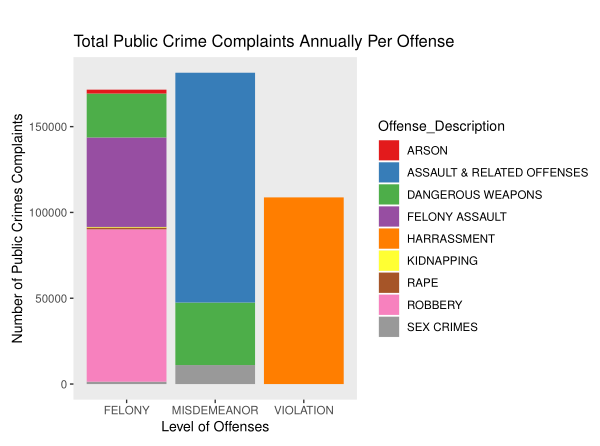 Total Public Crime Complaints Annually Per Offense
Number of Public Crimes Complaints
150000
100000
50000
0
FELONY
MISDEMEANOR
VIOLATION
Level of Offenses
Offense_Description
ARSON
ASSAULT & RELATED OFFENSES
DANGEROUS WEAPONS
FELONY ASSAULT
HARRASSMENT
KIDNAPPING
RAPE
ROBBERY
SEX CRIMES